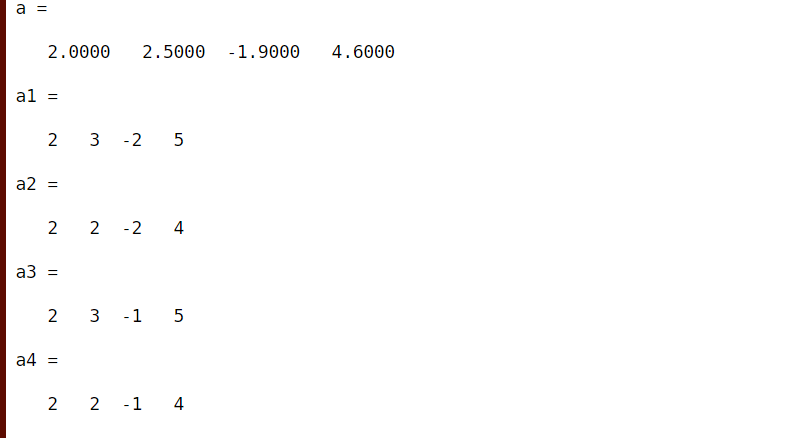 a =
2.0000 2.5000 -1.9000 4.6000
a1 =
2 3 -2 5
a2 =
2 2 -2 4
a3 =
2 3 -1 5
a4 =
2 2 -1 4